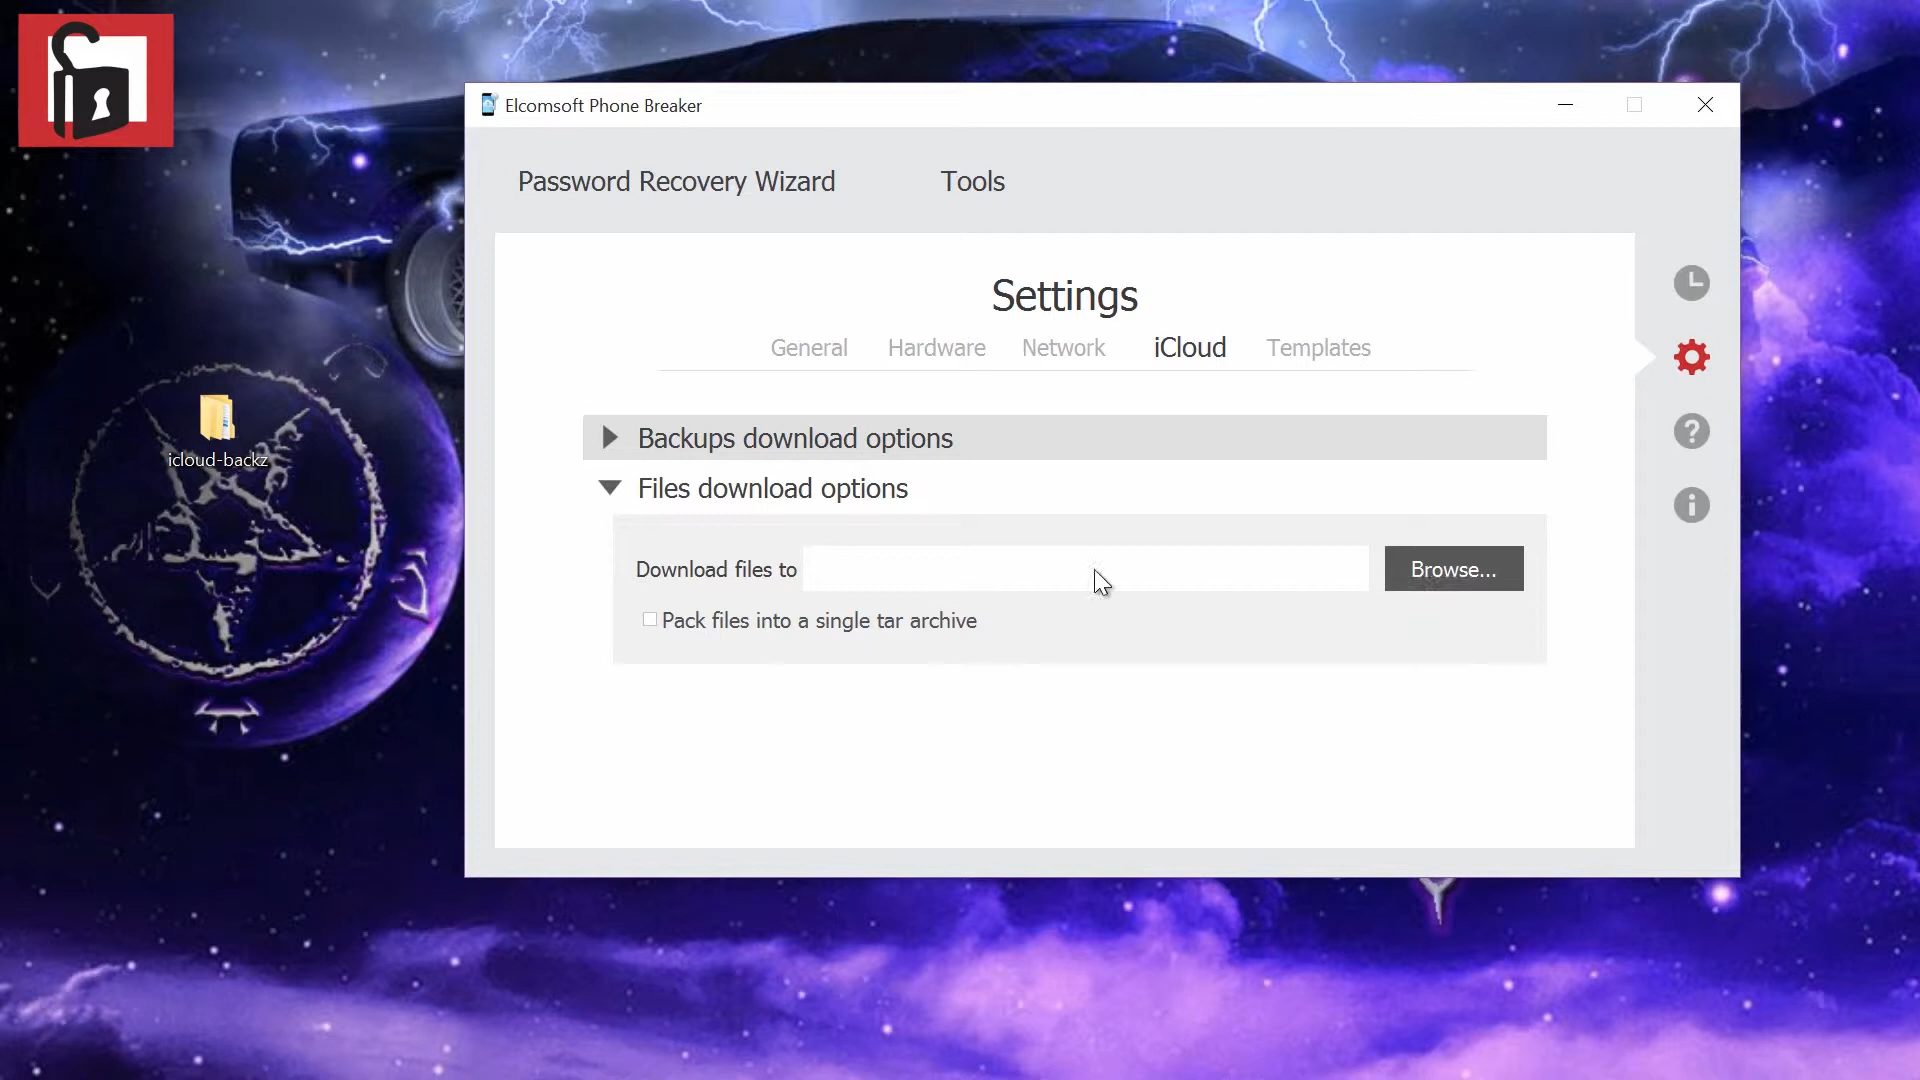 Elcomsoft Phone Breaker
Password Recovery Wizard Tools
Settings
General Hardware Network iCloud Templates
Backups download options
Files download options
Download files to Browse...
Pack files into a single tar archive
icloud-backz